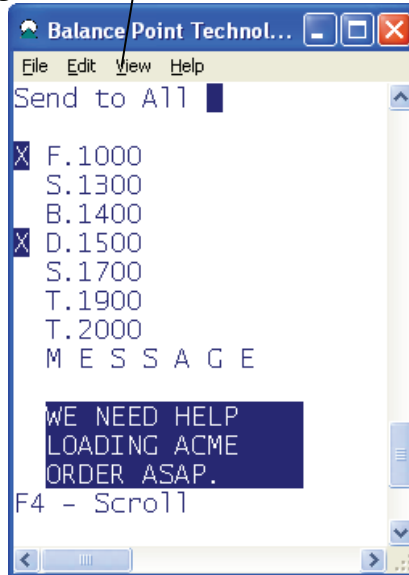 Balance Point Technol...
File Edit View Help
Send to All
X F.1000
S.1300
B.1400
X D.1500
S.1700
T.1900
T.2000
M E S S A G E
WE NEED HELP
LOADING ACME
ORDER ASAP.
F4 - Scroll